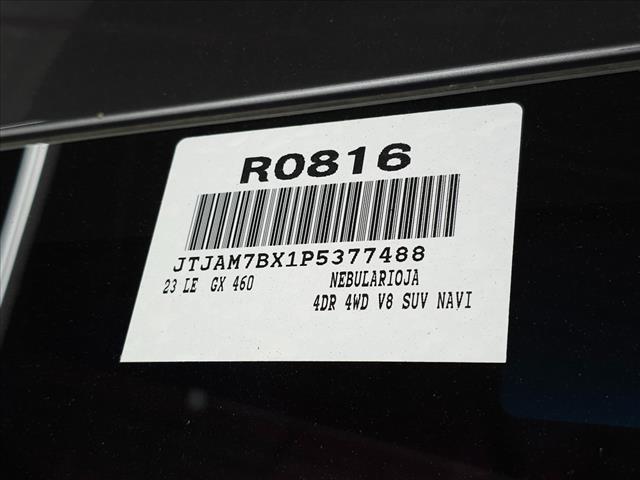 R0816
JTJAM7BX1P5377488
23 LE GX 460 NEBULARIOJA
4DR 4WD V8 SUV NAVI